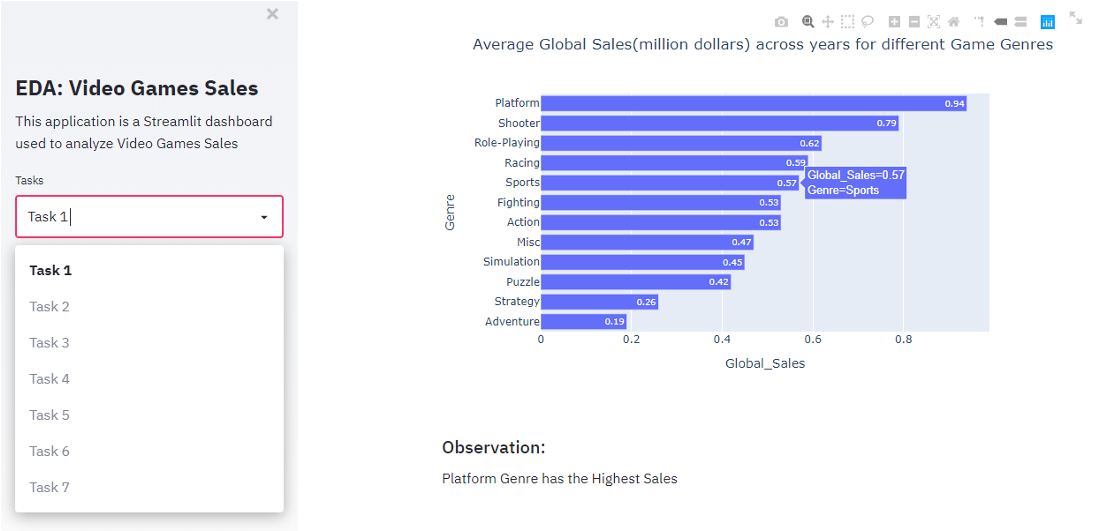 EDA: Video Games Sales
This application is a Streamlit dashboard
used to analyze Video Games Sales
Tasks
Task 1
Task 1
Task 2
Task 3
Task 4
Task 5
Task 6
Task 7
Average Global Sales(million dollars) across years for different Game Genres
Genre
Platform 0.94
Shooter 0.79
Role-Playing 0.62
Racing 0.59
Sports 0.57
Global_Sales=0.57
Genre=Sports
Fighting 0.53
Action 0.53
Misc 0.47
Simulation 0.45
Puzzle 0.42
Strategy 0.26
Adventure 0.19
0 0.2 0.4 0.6 0.8
Global_Sales
Observation:
Platform Genre has the Highest Sales